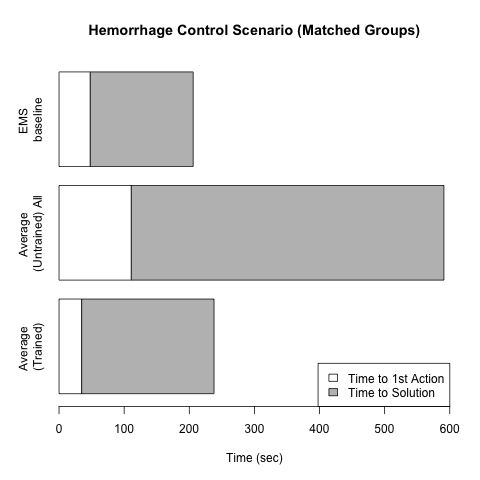 Hemorrhage Control Scenario (Matched Groups)
EMS
baseline
Average
(Untrained) All
Average
(Trained)
Time to 1st Action
Time to Solution
0 100 200 300 400 500 600
Time (sec)